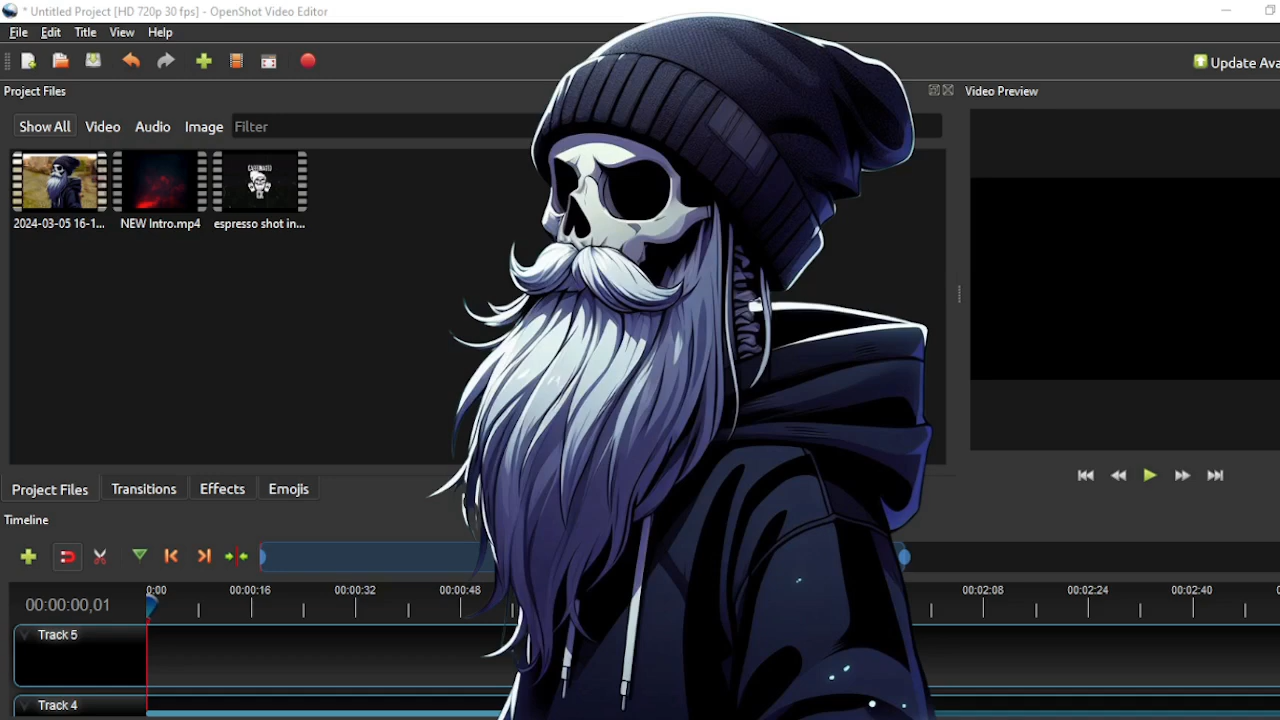 * Untitled Project [HD 720p 30 fps] - OpenShot Video Editor
File Edit Title View Help
Update Ava
Project Files
Video Preview
Show All Video Audio Image Filter
CAFFEINATED
2024-03-05 16-1... NEW Intro.mp4 espresso shot in...
Project Files Transitions Effects Emojis
Timeline
00:00:00,01
0:00 00:00:16 00:00:32 00:00:48 00:02:08 00:02:24 00:02:40
Track 5
Track 4